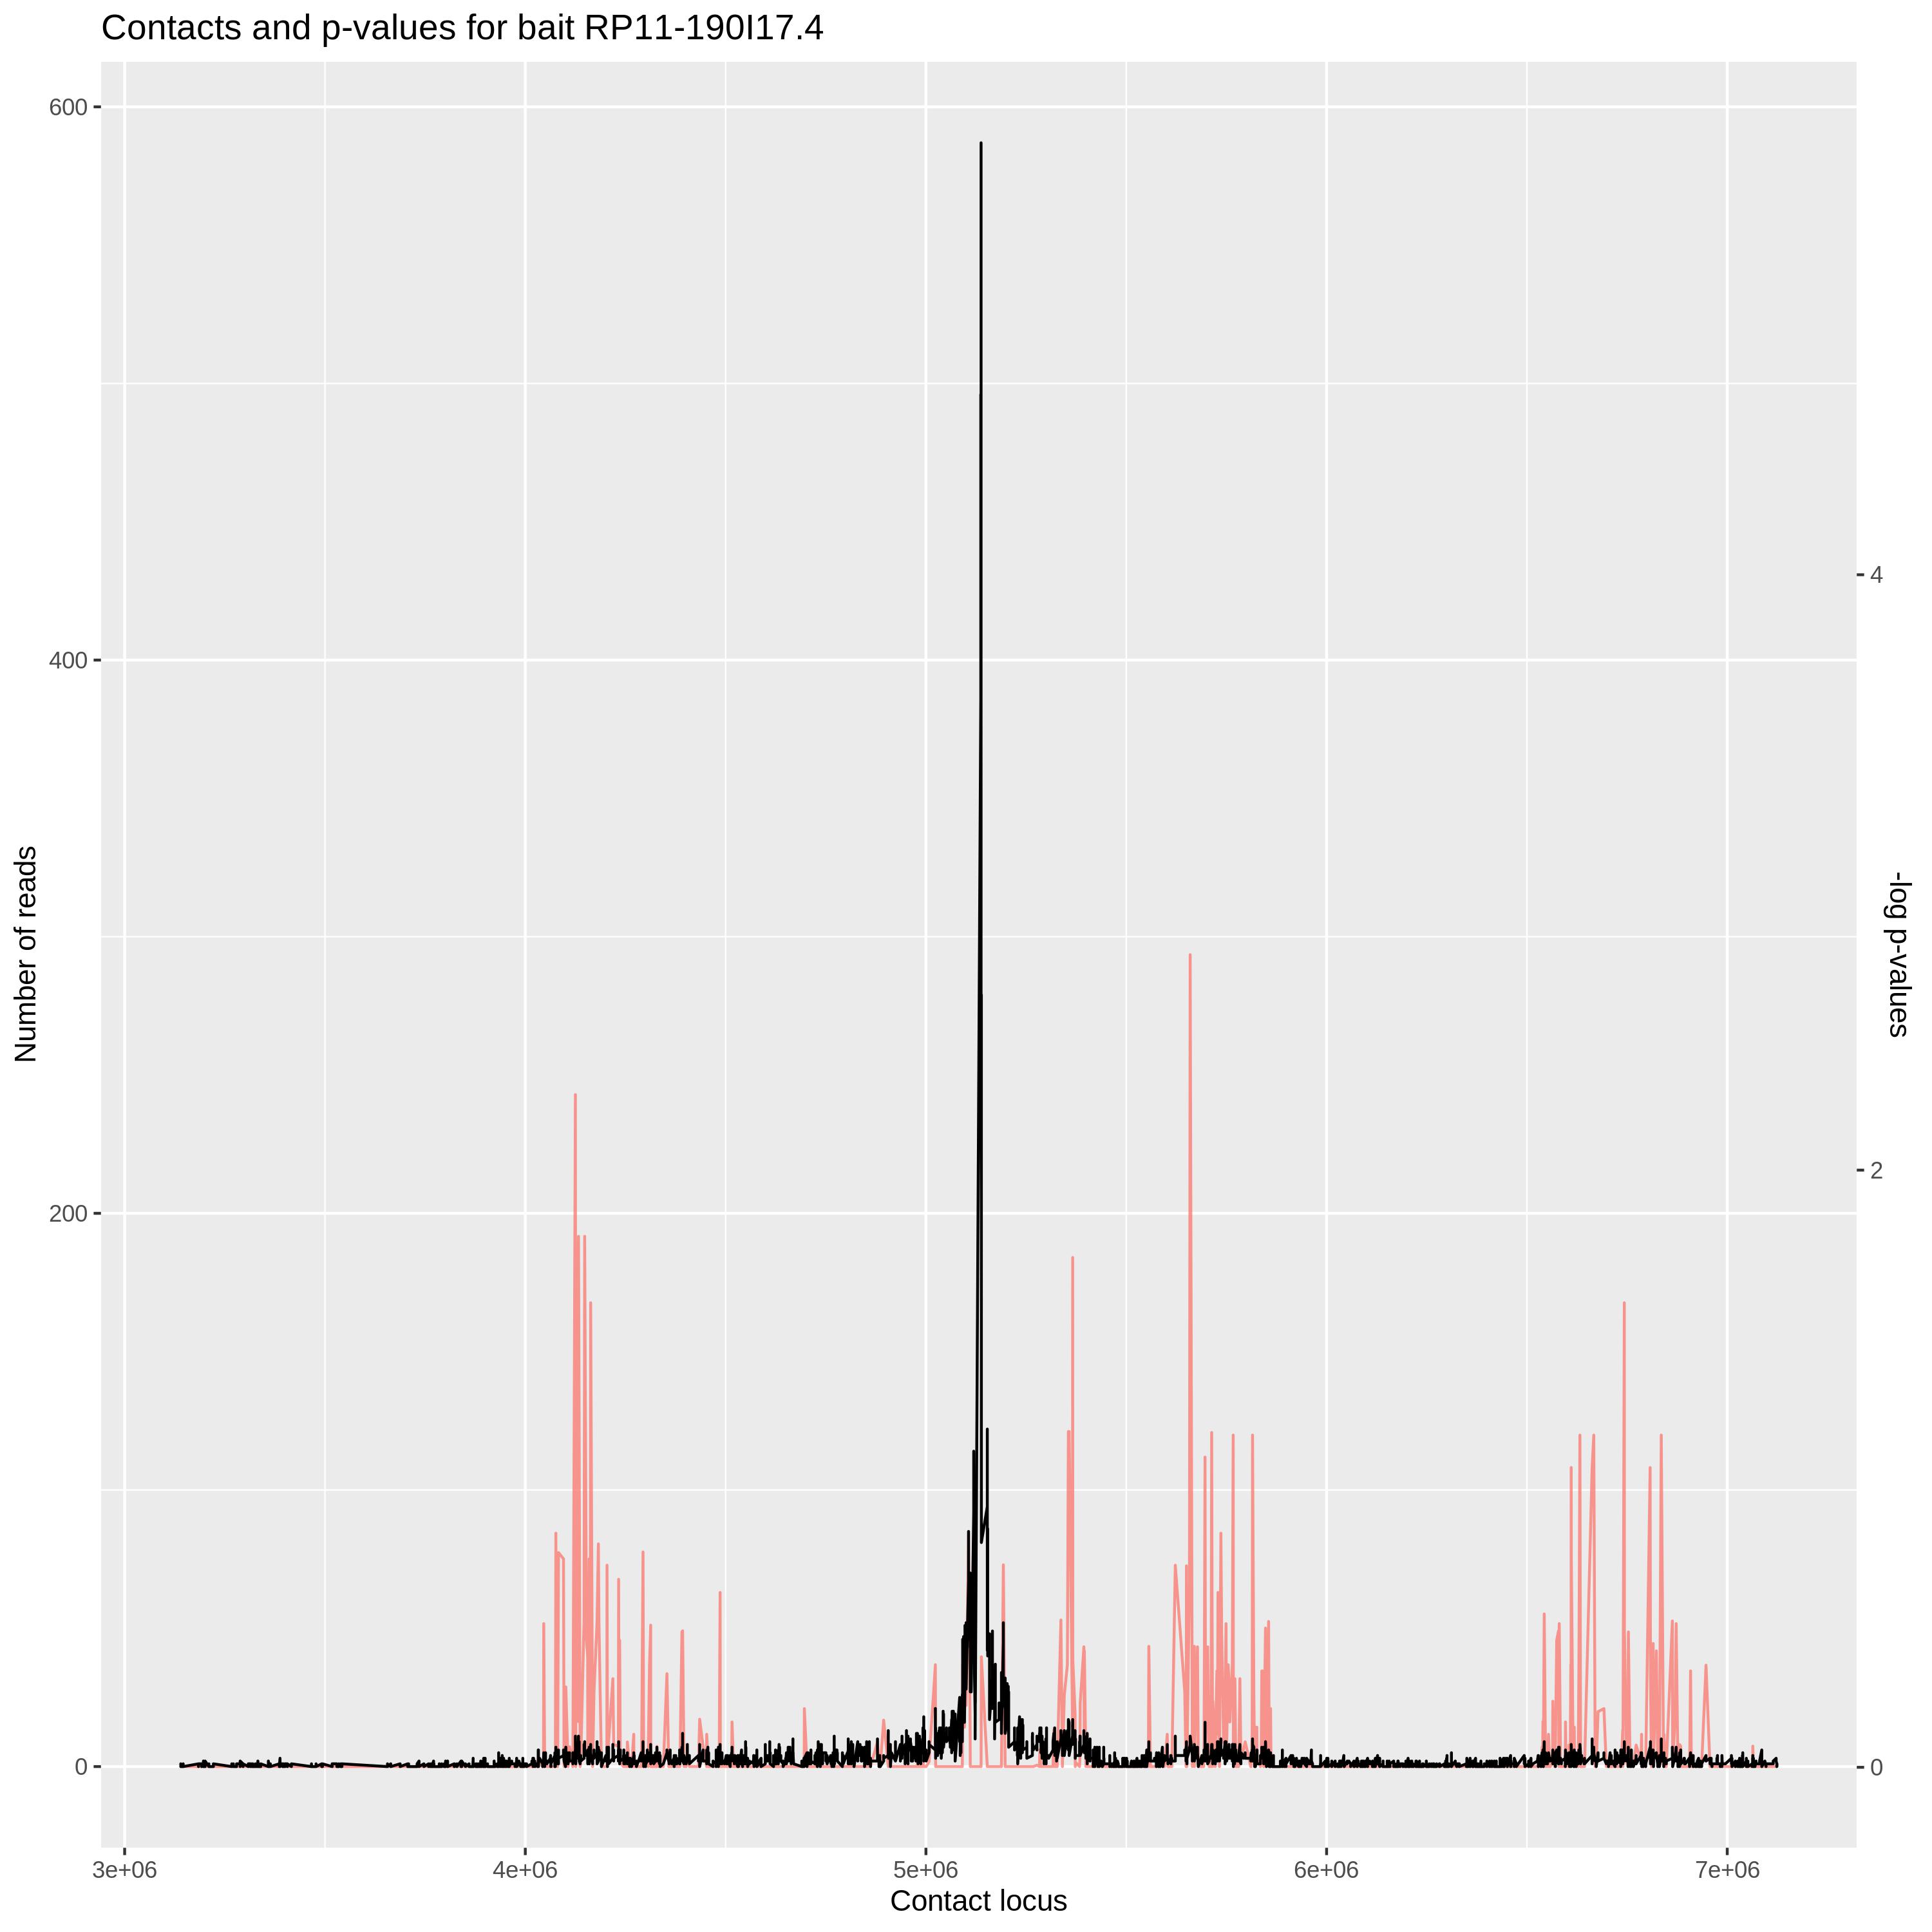 Contacts and p-values for bait RP11-190I17.4
600
400
200
0
Number of reads
4
2
0
-log p-values
3e+06 4e+06 5e+06 6e+06 7e+06
Contact locus